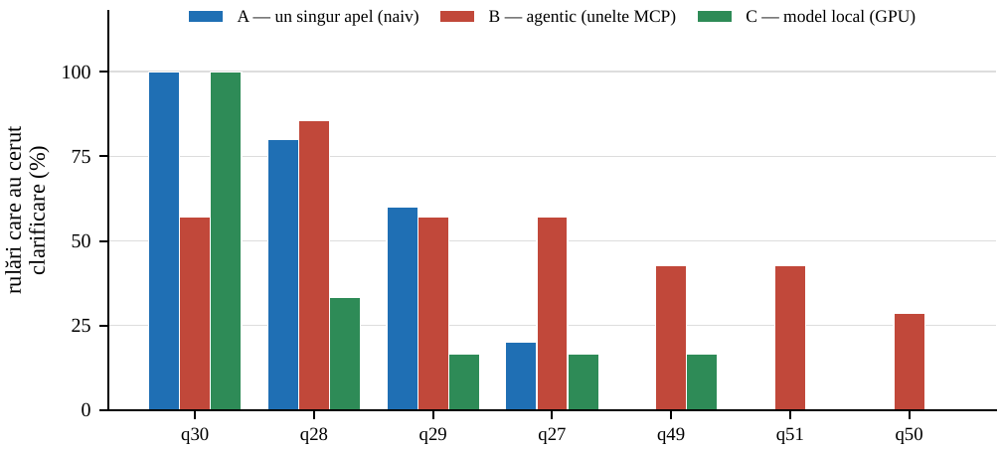 A — un singur apel (naiv) B — agentic (unelte MCP) C — model local (GPU)
rulări care au cerut
clarificare (%)
100
75
50
25
0
q30 q28 q29 q27 q49 q51 q50